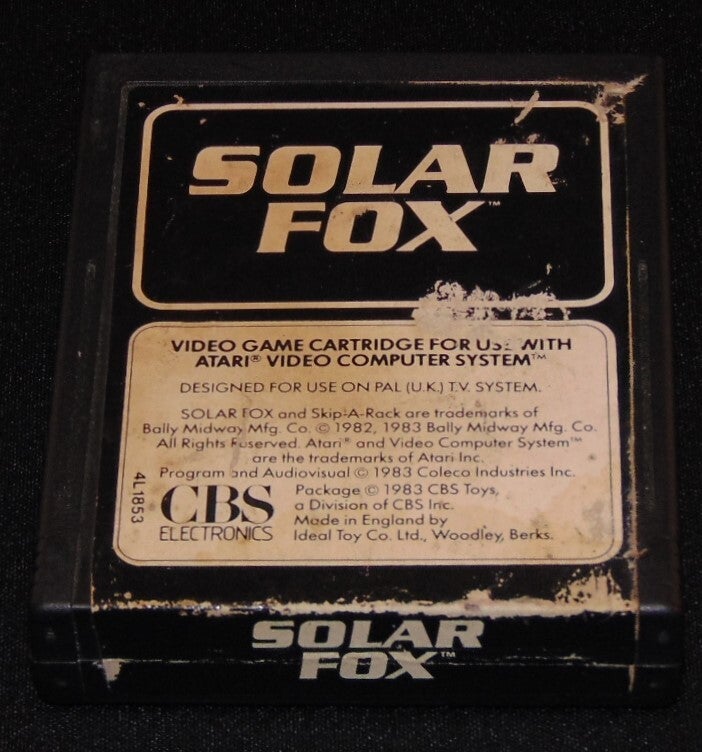 SOLAR
FOX™
VIDEO GAME CARTRIDGE FOR USE WITH
ATARI® VIDEO COMPUTER SYSTEM™
DESIGNED FOR USE ON PAL (U.K.) T.V. SYSTEM.
SOLAR FOX and Skip-A-Rack are trademarks of
Bally Midway Mfg. Co. © 1982, 1983 Bally Midway Mfg. Co.
All Rights Reserved. Atari® and Video Computer System™
are the trademarks of Atari Inc.
Program and Audiovisual © 1983 Coleco Industries Inc.
Package © 1983 CBS Toys,
a Division of CBS Inc.
Made in England by
Ideal Toy Co. Ltd., Woodley, Berks.
CBS
ELECTRONICS
4L1853
SOLAR
FOX™